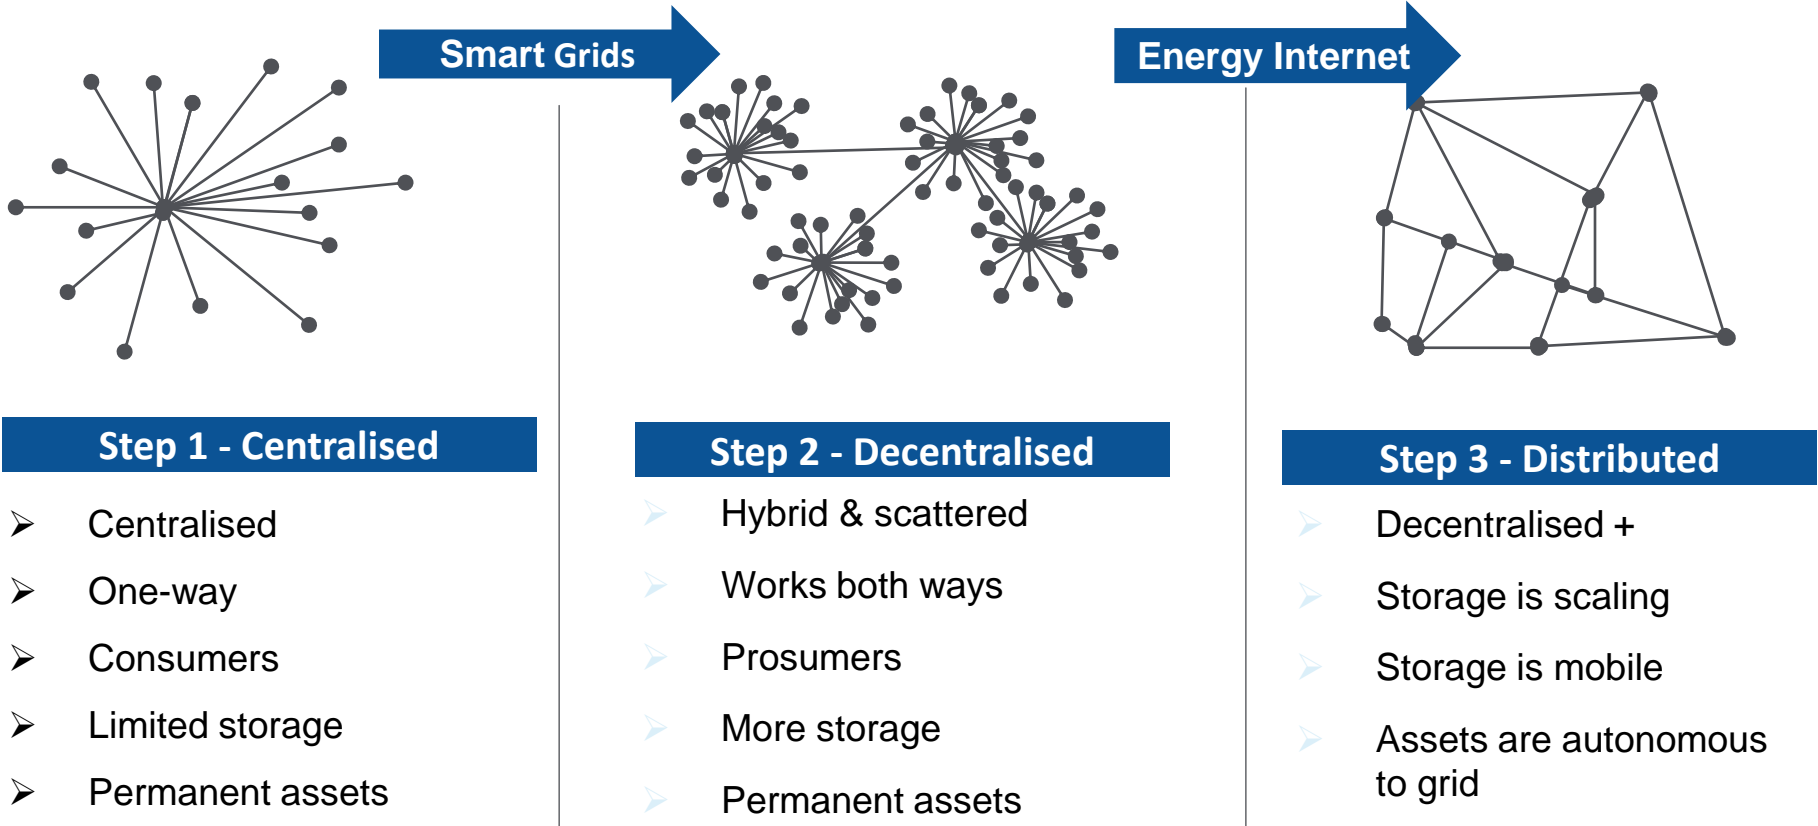 Smart Grids
Energy Internet
Step 1 - Centralised
Centralised
One-way
Consumers
Limited storage
Permanent assets
Step 2 - Decentralised
Hybrid & scattered
Works both ways
Prosumers
More storage
Permanent assets
Step 3 - Distributed
Decentralised +
Storage is scaling
Storage is mobile
Assets are autonomous
to grid